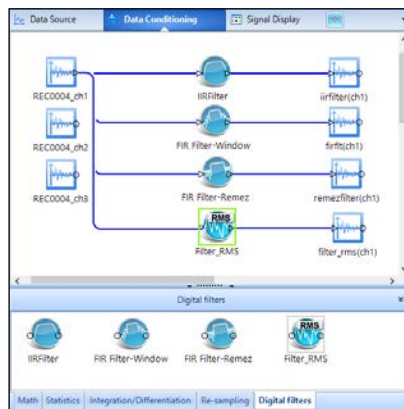 Data Source Data Conditioning Signal Display
REC0004_ch1 IIRFilter iirfilter(ch1)
REC0004_ch2 FIR Filter-Window firflt(ch1)
REC0004_ch3 FIR Filter-Remez remezfilter(ch1)
RMS
Filter_RMS filter_rms(ch1)
Digital filters
RMS
IIRFilter FIR Filter-Window FIR Filter-Remez Filter_RMS
Math Statistics Integration/Differentiation Re-sampling Digital filters